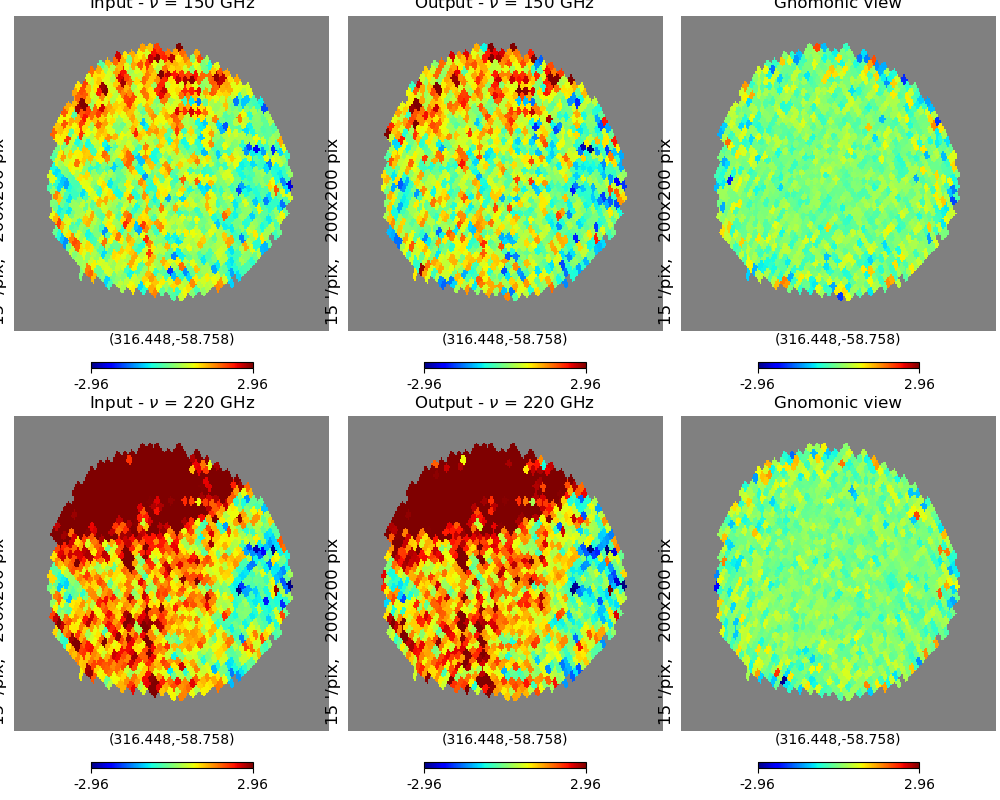 Input - ν = 150 GHz
Output - ν = 150 GHz
Gnomonic view
15 '/pix, 200x200 pix
15 '/pix, 200x200 pix
15 '/pix, 200x200 pix
(316.448,-58.758)
(316.448,-58.758)
(316.448,-58.758)
-2.96 2.96
-2.96 2.96
-2.96 2.96
Input - ν = 220 GHz
Output - ν = 220 GHz
Gnomonic view
15 '/pix, 200x200 pix
15 '/pix, 200x200 pix
15 '/pix, 200x200 pix
(316.448,-58.758)
(316.448,-58.758)
(316.448,-58.758)
-2.96 2.96
-2.96 2.96
-2.96 2.96